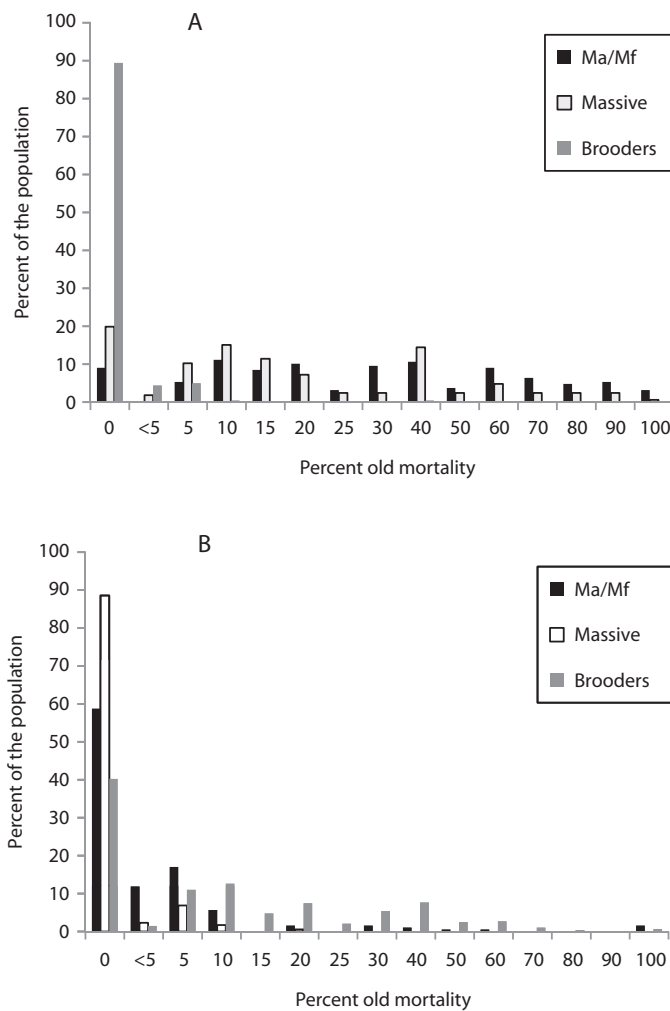 A
100
90
80
70
60
50
40
30
20
10
0
Percent of the population
Ma/Mf
Massive
Brooders
0 <5 5 10 15 20 25 30 40 50 60 70 80 90 100
Percent old mortality
B
100
90
80
70
60
50
40
30
20
10
0
Percent of the population
Ma/Mf
Massive
Brooders
0 <5 5 10 15 20 25 30 40 50 60 70 80 90 100
Percent old mortality